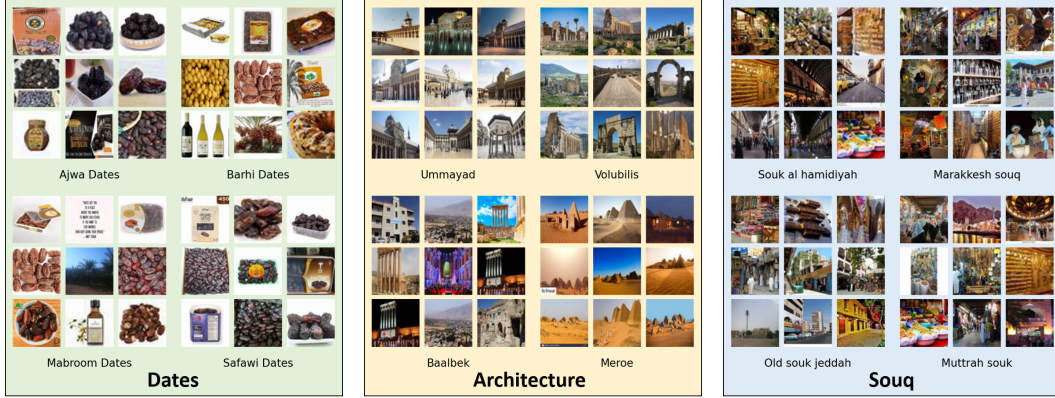 Ajwa Dates
Barhi Dates
Mabroom Dates
Safawi Dates
Dates
Ummayad
Volubilis
Baalbek
Meroe
Architecture
Souk al hamidiyah
Marakkesh souq
Old souk jeddah
Muttrah souk
Souq